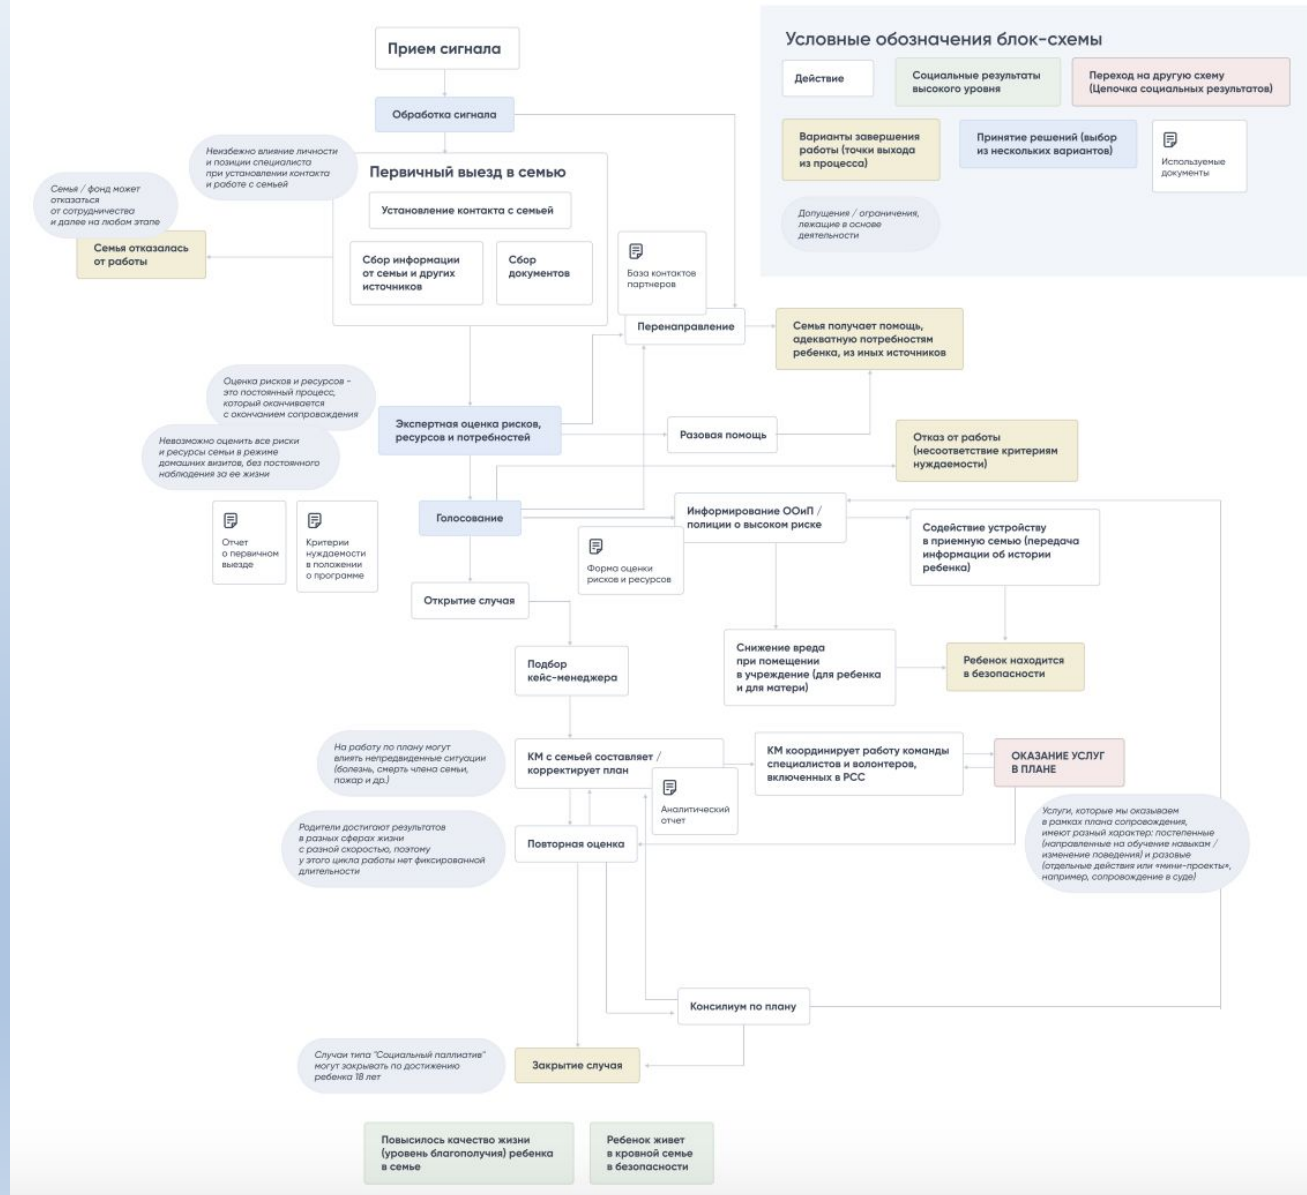 Прием сигнала
Обработка сигнала
Неизбежно влияние личности
и позиции специалиста
при установлении контакта
и работе с семьей
Семья / фонд может
отказаться
от сотрудничества
и далее на любом этапе
Семья отказалась
от работы
Первичный выезд в семью
Установление контакта с семьей
Сбор информации
от семьи и других
источников
Сбор
документов
Условные обозначения блок-схемы
Действие
Социальные результаты
высокого уровня
Переход на другую схему
(Цепочка социальных результатов)
Варианты завершения
работы (точки выхода
из процесса)
Принятие решений (выбор
из нескольких вариантов)
Используемые
документы
Допущения / ограничения,
лежащие в основе
деятельности
База контактов
партнеров
Перенаправление
Семья получает помощь,
адекватную потребностям
ребенка, из иных источников
Оценка рисков и ресурсов -
это постоянный процесс,
который оканчивается
с окончанием сопровождения
Невозможно оценить все риски
и ресурсы семьи в режиме
домашних визитов, без постоянного
наблюдения за ее жизни
Экспертная оценка рисков,
ресурсов и потребностей
Разовая помощь
Отказ от работы
(несоответствие критериям
нуждаемости)
Голосование
Отчет
о первичном
выезде
Критерии
нуждаемости
в положении
о программе
Информирование ООиП /
полиции о высоком риске
Форма оценки
рисков и ресурсов
Содействие устройству
в приемную семью (передача
информации об истории
ребенка)
Открытие случая
Подбор
кейс-менеджера
Снижение вреда
при помещении
в учреждение (для ребенка
и для матери)
Ребенок находится
в безопасности
На работу по плану могут
влиять непредвиденные ситуации
(болезнь, смерть члена семьи,
пожар и др.)
КМ с семьей составляет /
корректирует план
Аналитический
отчет
КМ координирует работу команды
специалистов и волонтеров,
включенных в РСС
ОКАЗАНИЕ УСЛУГ
В ПЛАНЕ
Родители достигают результатов
в разных сферах жизни
с разной скоростью, поэтому
у этого цикла работы нет фиксированной
длительности
Повторная оценка
Услуги, которые мы оказываем
в рамках плана сопровождения,
имеют разный характер: постепенные
(направленные на обучение навыкам /
изменение поведения) и разовые
(отдельные действия или «мини-проекты»,
например, сопровождение в суде)
Консилиум по плану
Случаи типа "Социальный паллиатив"
могут закрывать по достижению
ребенка 18 лет
Закрытие случая
Повысилось качество жизни
(уровень благополучия) ребенка
в семье
Ребенок живет
в кровной семье
в безопасности